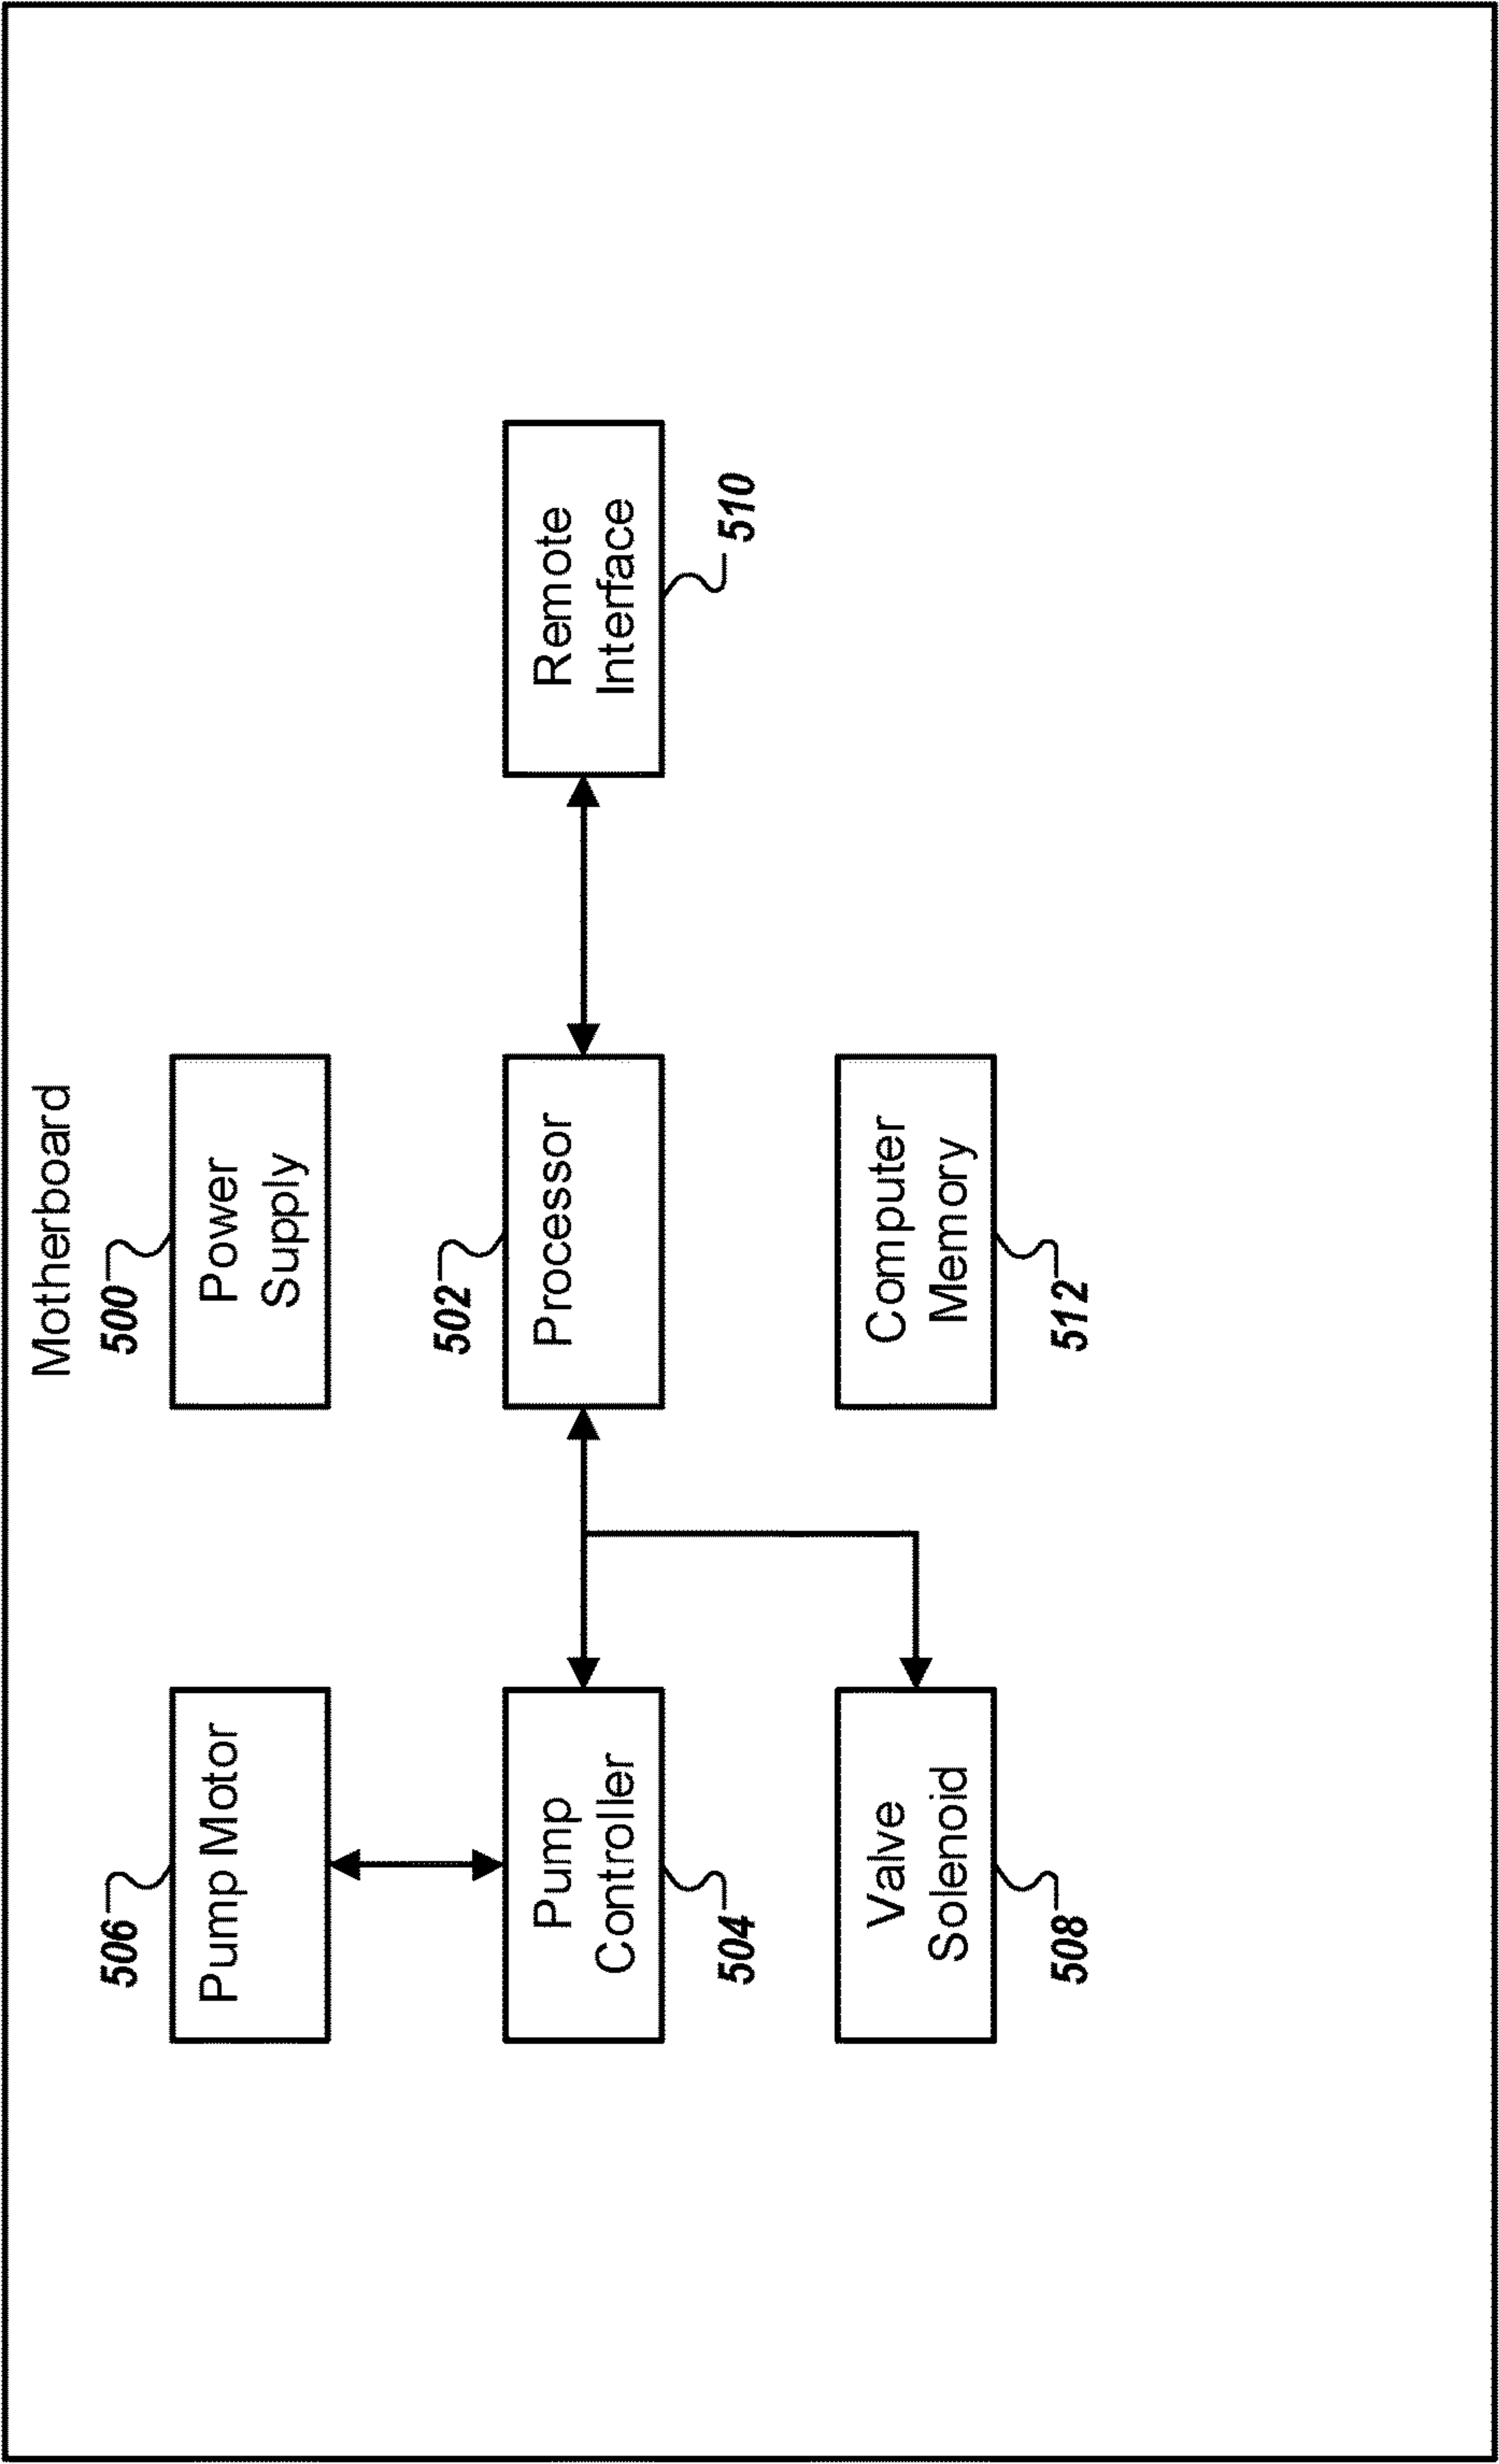 Motherboard
506
Pump Motor
500
Power
Supply
504
Pump
Controller
502
Processor
Remote
Interface
510
Valve
Solenoid
508
Computer
Memory
512